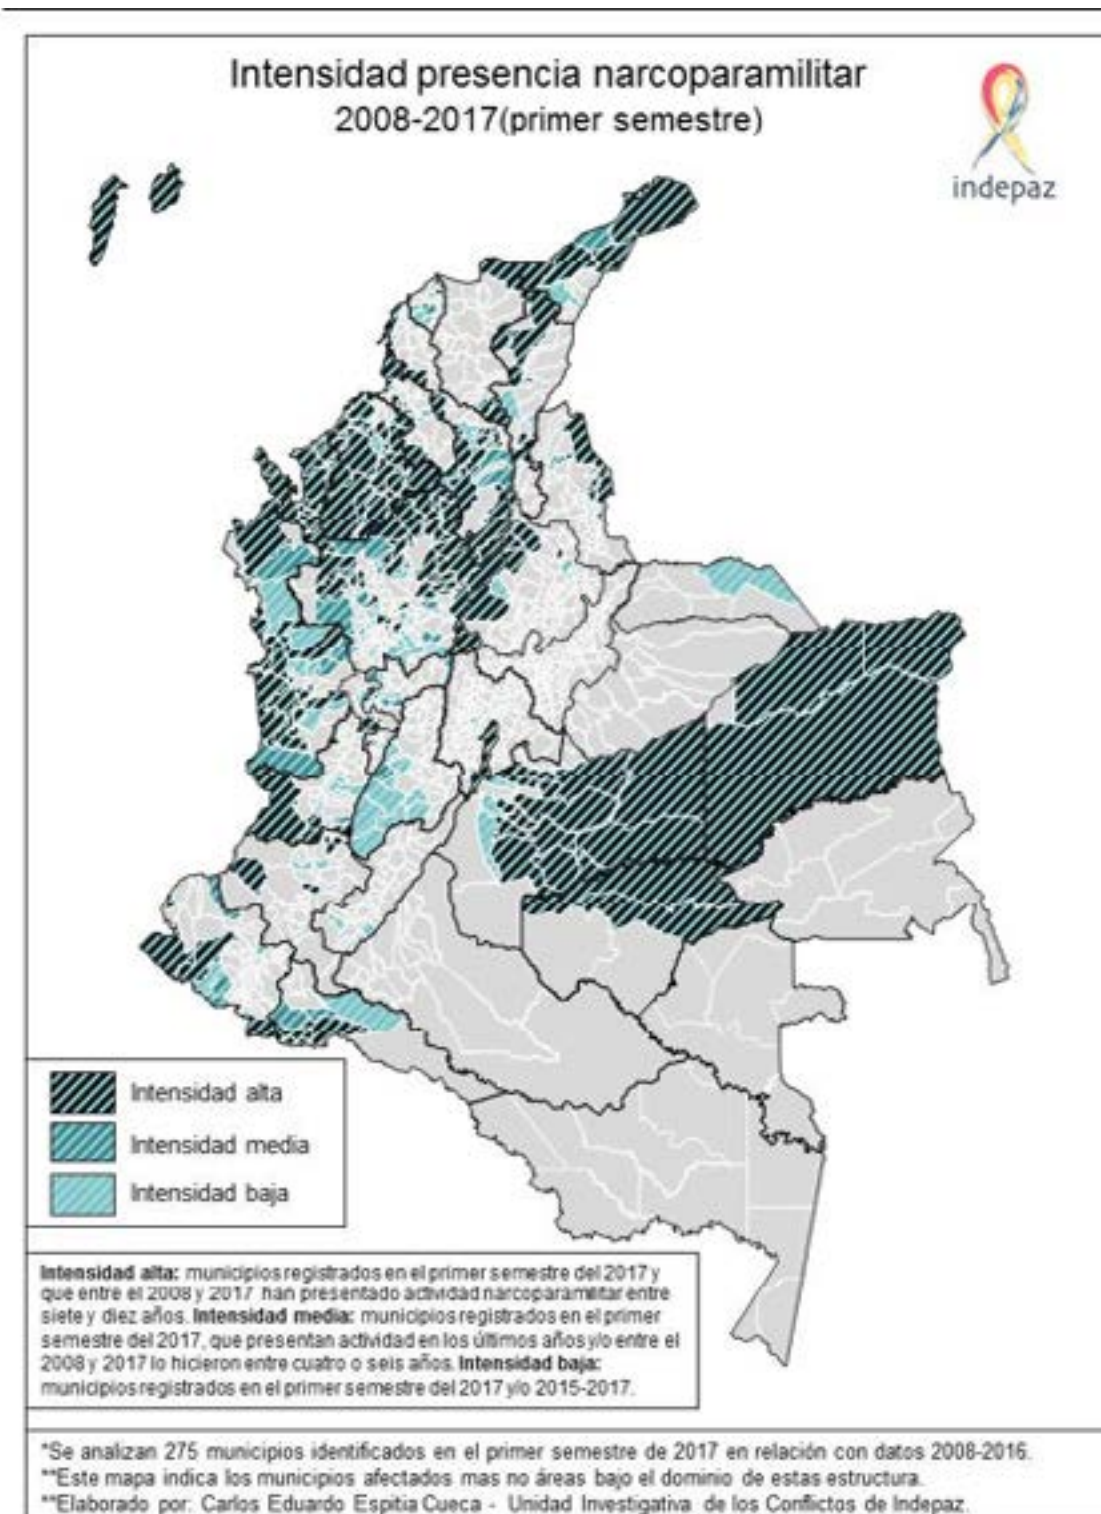 Intensidad presencia narcoparamilitar
2008-2017(primer semestre)
indepaz
Intensidad alta
Intensidad media
Intensidad baja
Intensidad alta: municipios registrados en el primer semestre del 2017 y
que entre el 2008 y 2017 han presentado actividad narcoparamilitar entre
siete y diez años. Intensidad media: municipios registrados en el primer
semestre del 2017, que presentan actividad en los últimos años y/o entre el
2008 y 2017 lo hicieron entre cuatro o seis años. Intensidad baja:
municipios registrados en el primer semestre del 2017 y/o 2015-2017.
*Se analizan 275 municipios identificados en el primer semestre de 2017 en relación con datos 2008-2016.
**Este mapa indica los municipios afectados mas no áreas bajo el dominio de estas estructura.
**Elaborado por: Carlos Eduardo Espitia Cueca - Unidad Investigativa de los Conflictos de Indepaz.